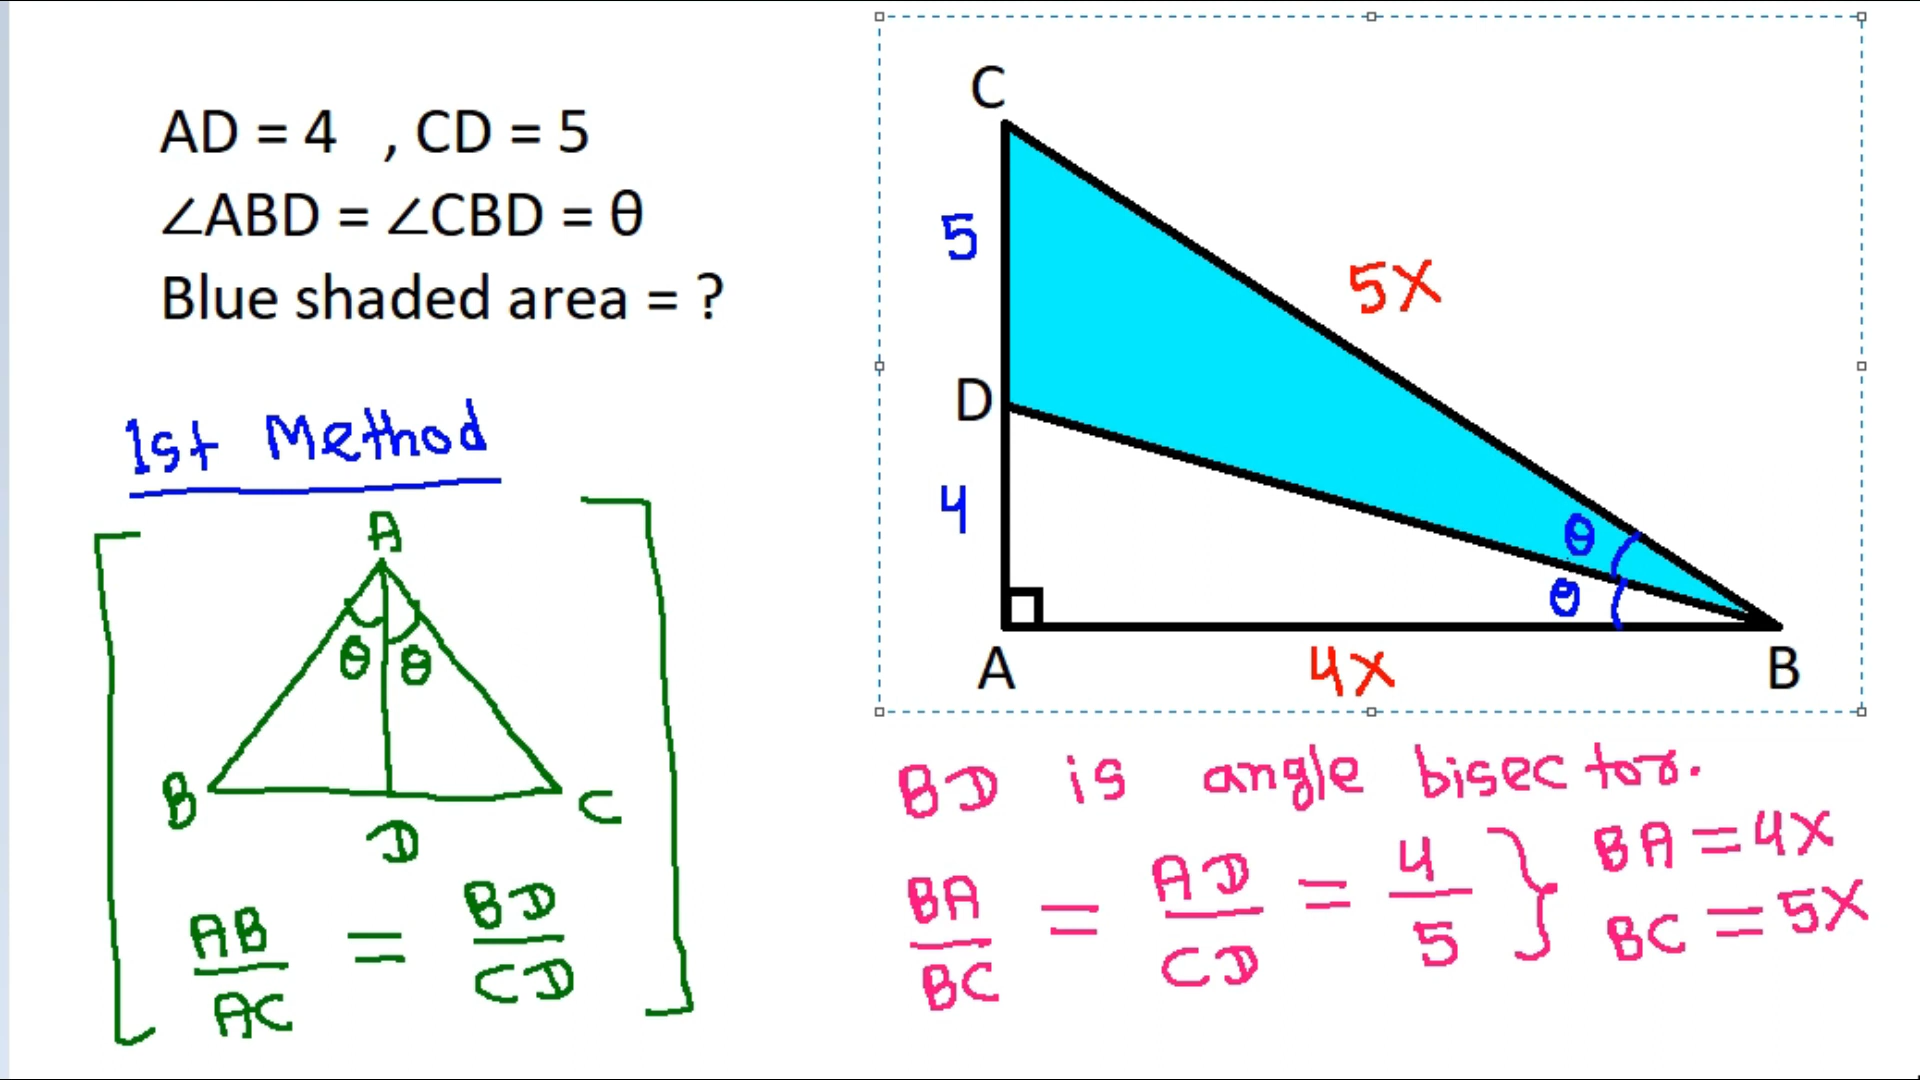 AD = 4 , CD = 5
∠ABD = ∠CBD = θ
Blue shaded area = ?
1st Method
A
θ θ
B
C
D
AB/AC = BD/CD
C
5
5x
D
4
θ
θ
A
4x
B
BD is angle bisector.
BA/BC = AD/CD = 4/5 }
BA = 4x
BC = 5x